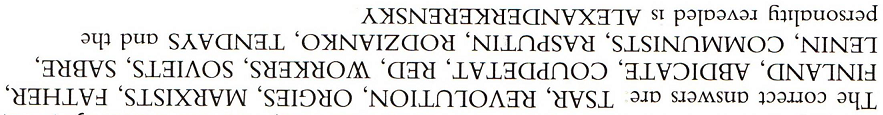 The correct answers are: TSAR, REVOLUTION, ORGIES, MARXISTS, FATHER,
FINLAND, ABDICATE, COUPDETAT, RED, WORKERS, SOVIETS, SABRE,
LENIN, COMMUNISTS, RASPUTIN, RODZIANKO, TENDAYS and the
personality revealed is ALEXANDERKERENSKY